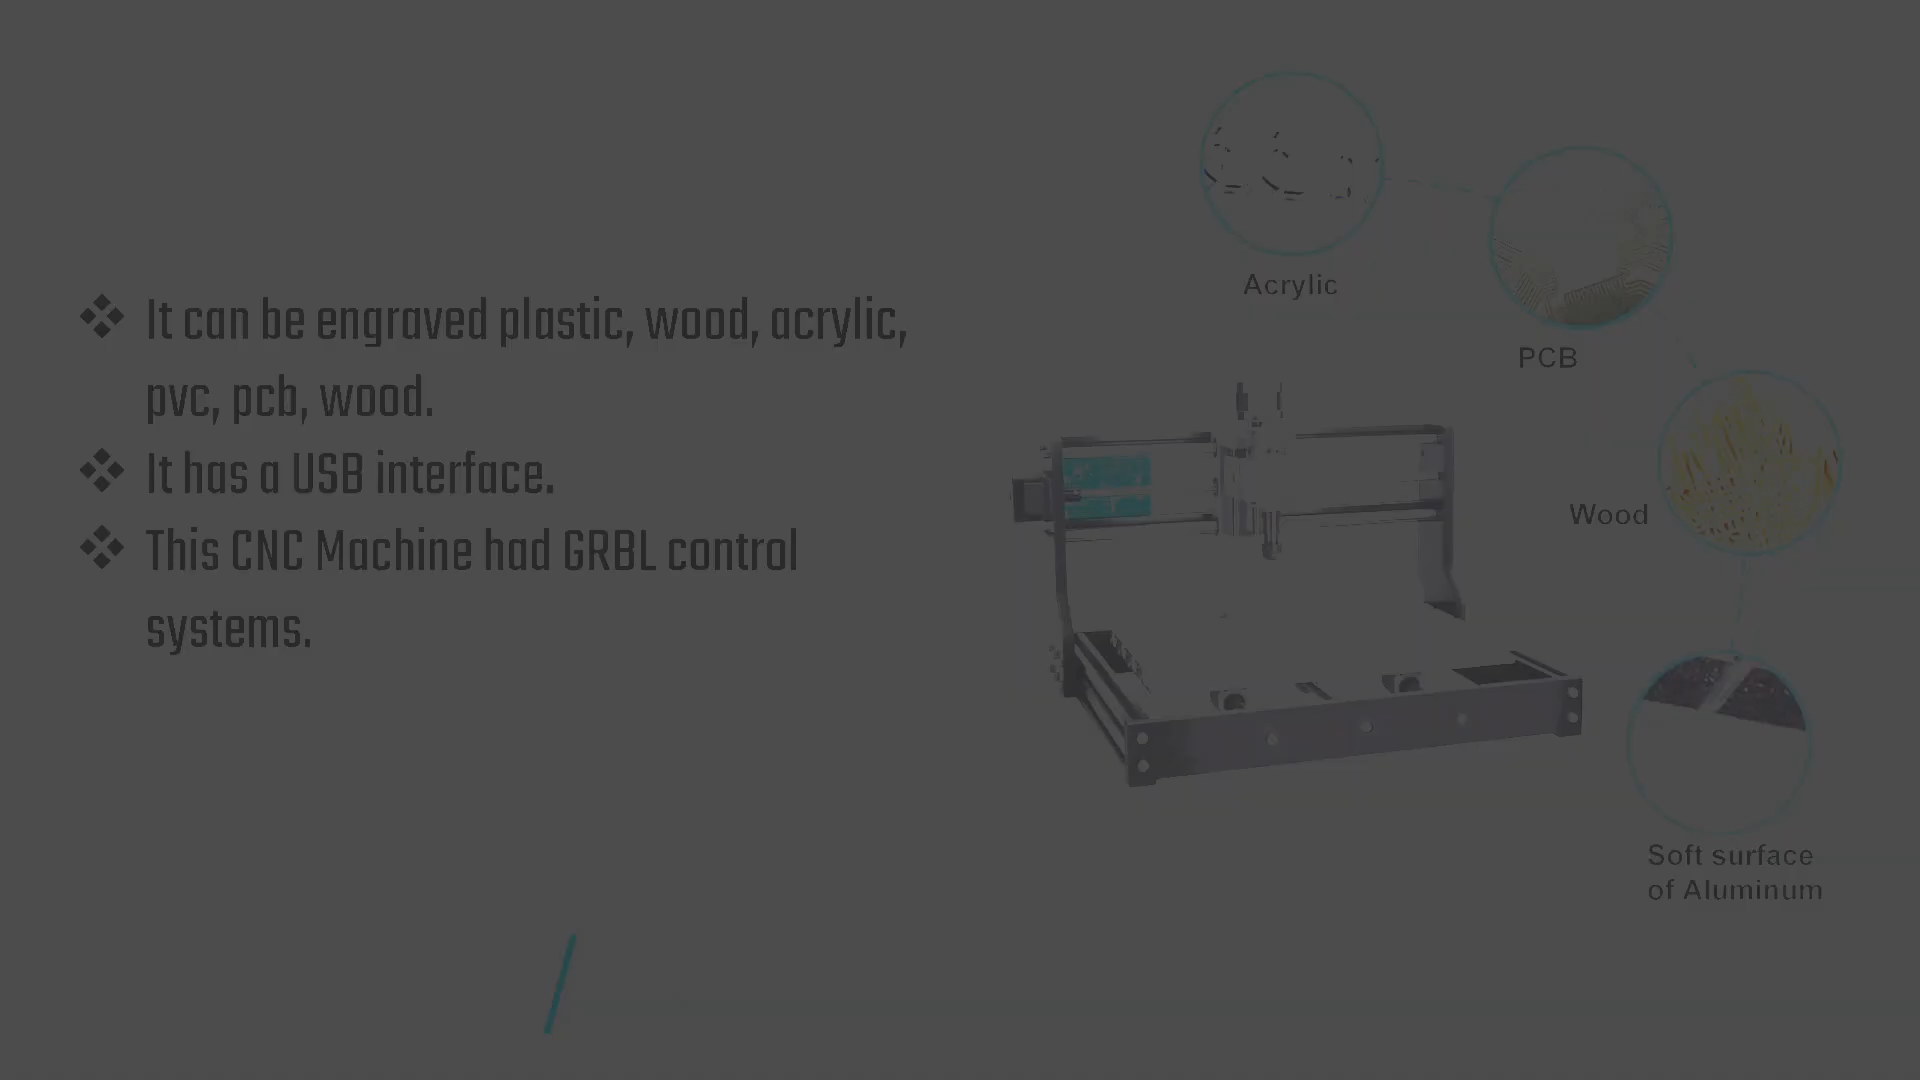 It can be engraved plastic, wood, acrylic,
pvc, pcb, wood.
It has a USB interface.
This CNC Machine had GRBL control
systems.
Acrylic
PCB
Wood
Soft surface
of Aluminum